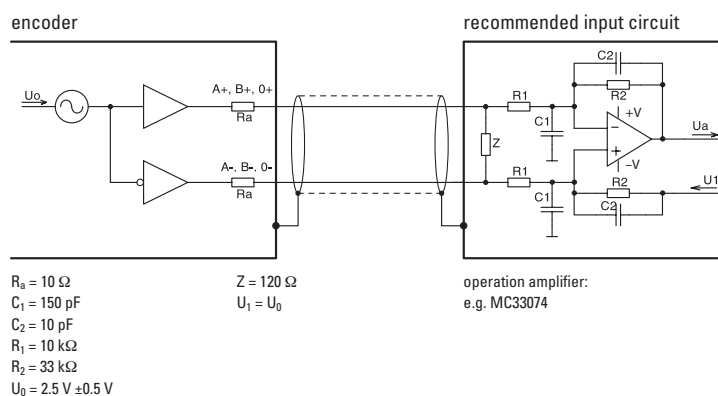 encoder
recommended input circuit
Uo
A+, B+, 0+
Ra
A-, B-, 0-
Ra
Z
R1
C1
C2
R2
+V
−
+
−V
Ua
R1
C1
R2
C2
U1
Ra = 10 Ω
C1 = 150 pF
C2 = 10 pF
R1 = 10 kΩ
R2 = 33 kΩ
U0 = 2.5 V ±0.5 V
Z = 120 Ω
U1 = U0
operation amplifier:
e.g. MC33074